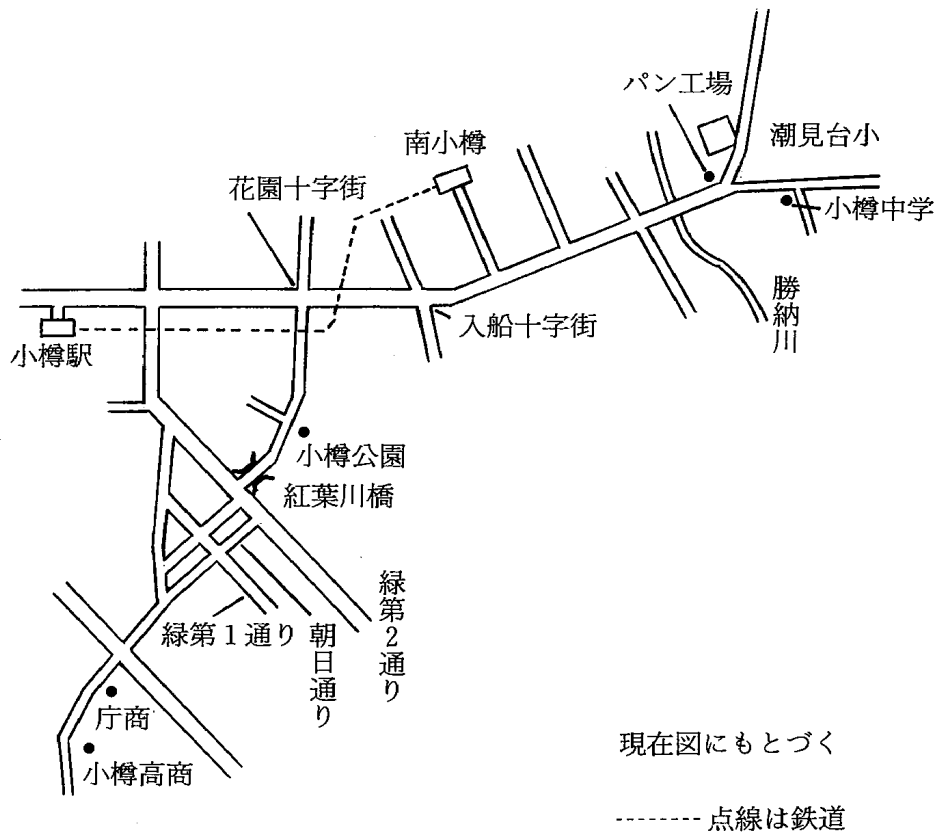 パン工場
南小樽
潮見台小
花園十字街
小樽中学
勝納川
入船十字街
小樽駅
小樽公園
紅葉川橋
緑第2通り
緑第1通り
朝日通り
庁商
小樽高商
現在図にもとづく
点線は鉄道